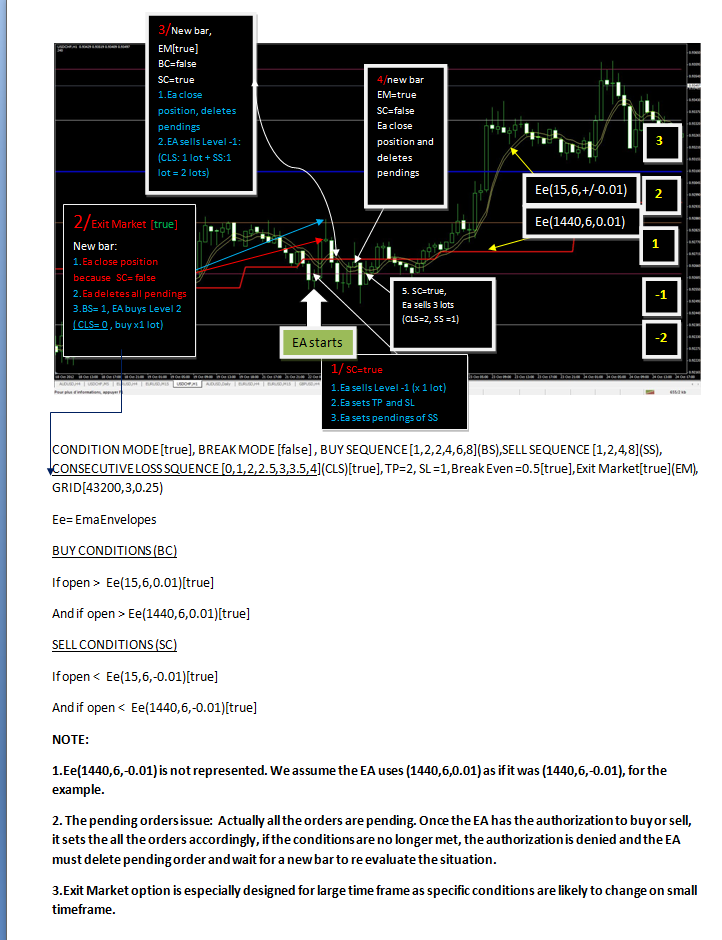 3/New bar,
EM[true]
BC=false
SC=true
1.Ea close
position, deletes
pendings
2.EA sells Level -1:
(CLS: 1 lot + SS:1
lot = 2 lots)
4/new bar
EM=true
SC=false
Ea close
position and
deletes
pendings
3
Ee(15,6,+/-0.01)
2
Ee(1440,6,0.01)
1
2/Exit Market [true]
New bar:
1.Ea close position
because SC= false
2.Ea deletes all pendings
3.BS= 1, EA buys Level 2
(CLS= 0 , buy x1 lot)
-1
5. SC=true,
Ea sells 3 lots
(CLS=2, SS =1)
-2
EA starts
1/ SC=true
1.Ea sells Level -1 (x 1 lot)
2.Ea sets TP and SL
3.Ea sets pendings of SS
CONDITION MODE [true], BREAK MODE [false] , BUY SEQUENCE [1,2,2,4,6,8](BS),SELL SEQUENCE [1,2,4,8](SS),
CONSECUTIVE LOSS SQUENCE [0,1,2,2.5,3,3.5,4](CLS)[true], TP=2, SL =1,Break Even =0.5[true],Exit Market[true](EM),
GRID[43200,3,0.25)
Ee= EmaEnvelopes
BUY CONDITIONS (BC)
If open > Ee(15,6,0.01)[true]
And if open > Ee(1440,6,0.01)[true]
SELL CONDITIONS (SC)
If open < Ee(15,6,-0.01)[true]
And if open < Ee(1440,6,-0.01)[true]
NOTE:
1.Ee(1440,6,-0.01) is not represented. We assume the EA uses (1440,6,0.01) as if it was (1440,6,-0.01), for the
example.
2. The pending orders issue: Actually all the orders are pending. Once the EA has the authorization to buy or sell,
it sets the all the orders accordingly, if the conditions are no longer met, the authorization is denied and the EA
must delete pending order and wait for a new bar to re evaluate the situation.
3.Exit Market option is especially designed for large time frame as specific conditions are likely to change on small
timeframe.